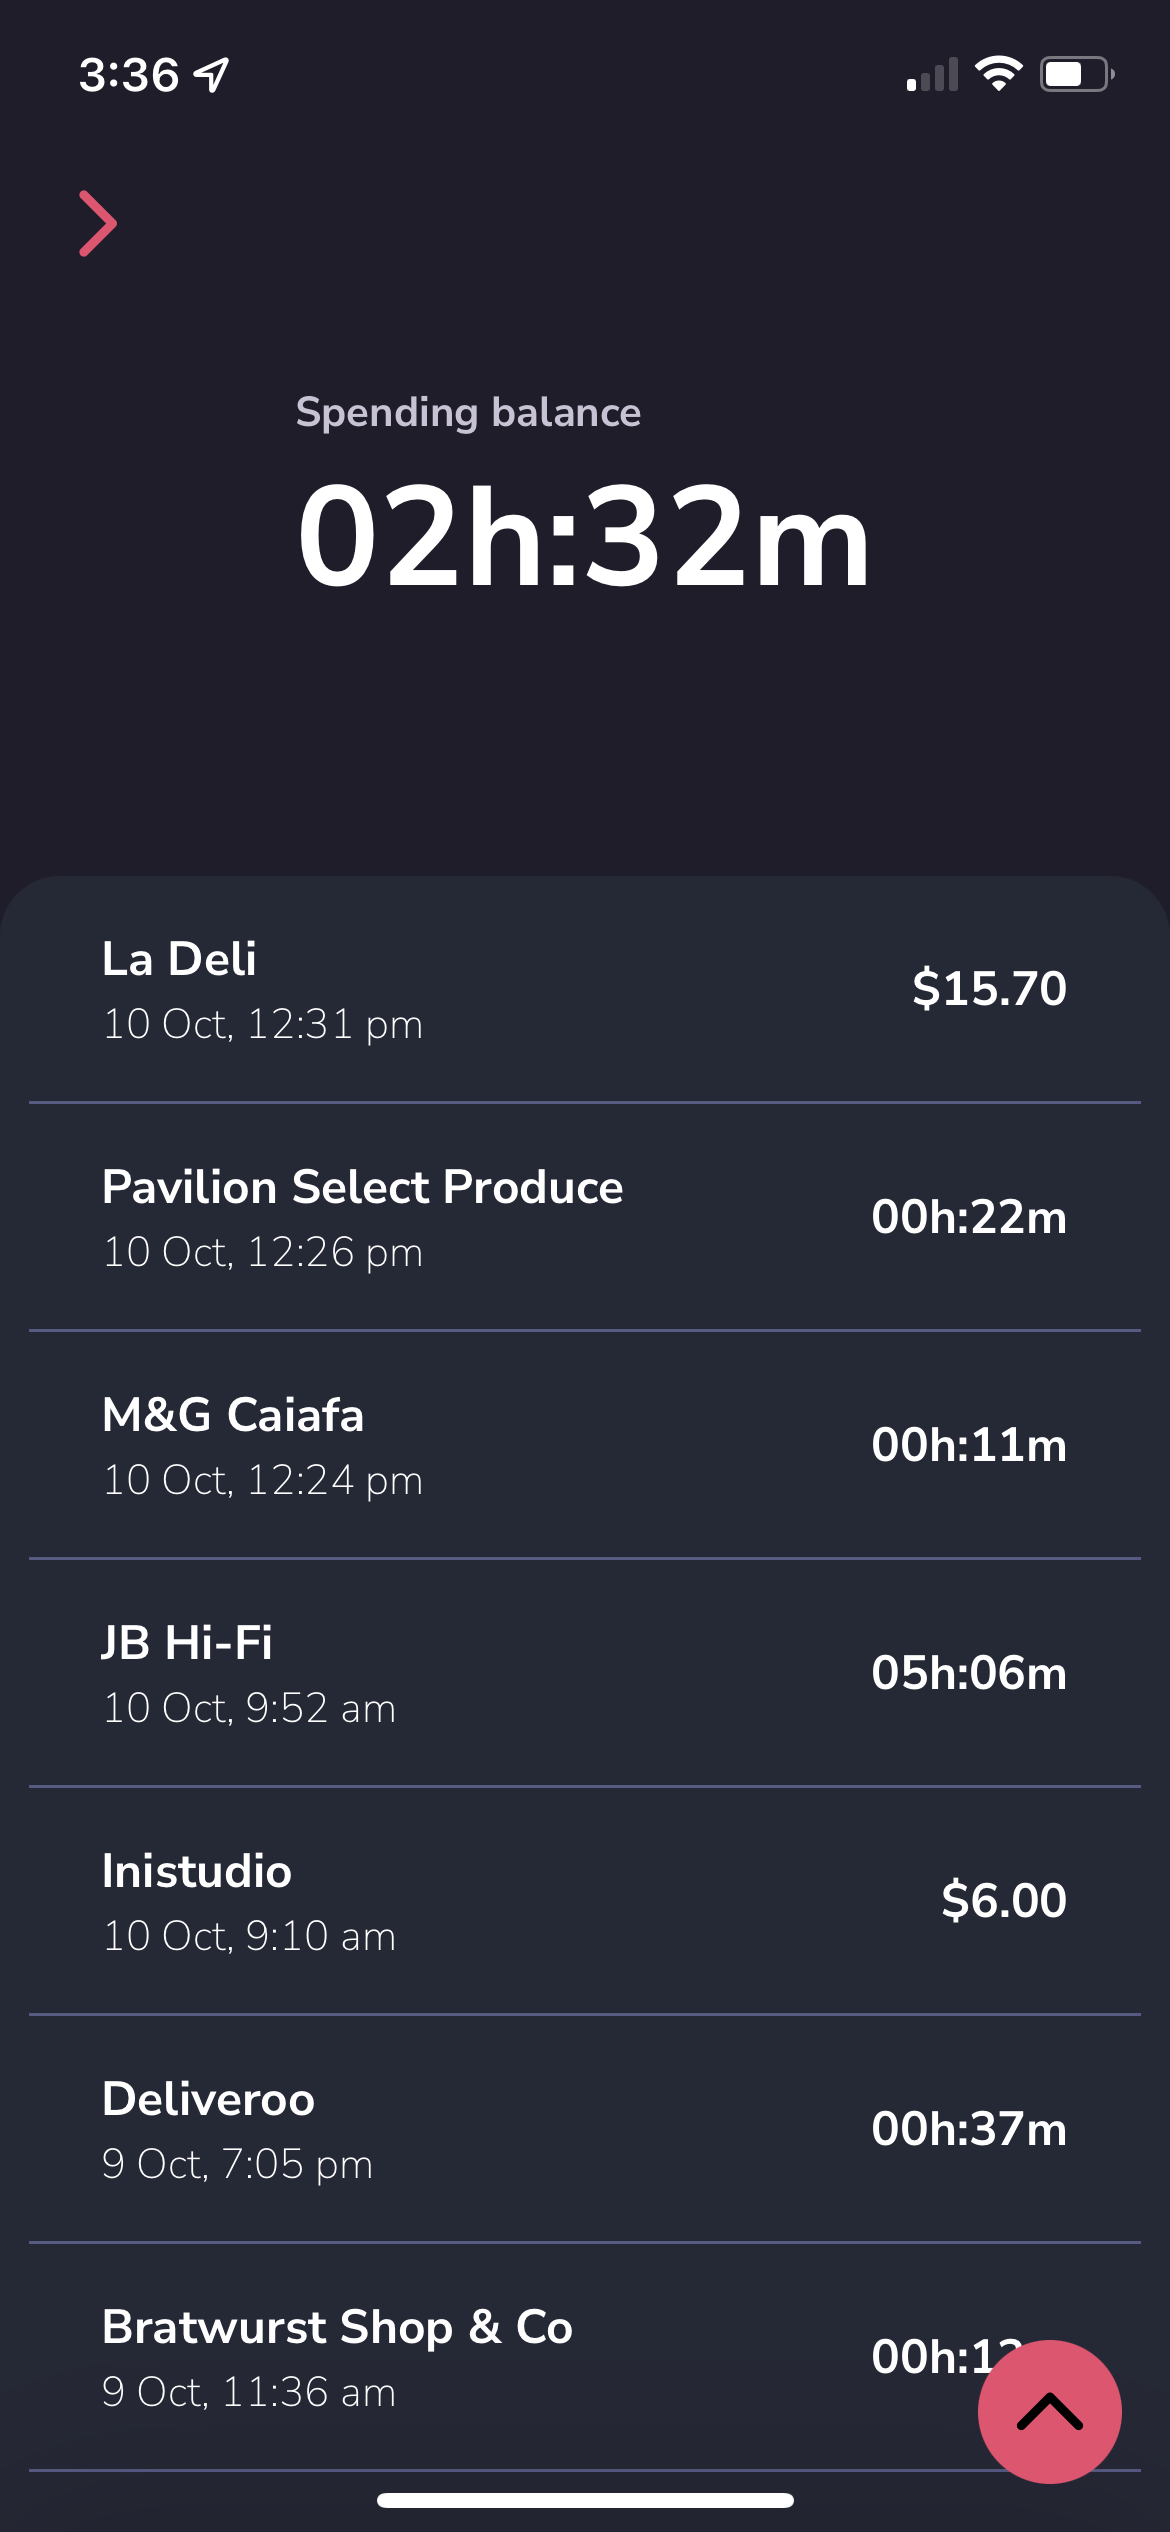 3:36
Spending balance
02h:32m
La Deli
10 Oct, 12:31 pm
$15.70
Pavilion Select Produce
10 Oct, 12:26 pm
00h:22m
M&G Caiafa
10 Oct, 12:24 pm
00h:11m
JB Hi-Fi
10 Oct, 9:52 am
05h:06m
Inistudio
10 Oct, 9:10 am
$6.00
Deliveroo
9 Oct, 7:05 pm
00h:37m
Bratwurst Shop & Co
9 Oct, 11:36 am